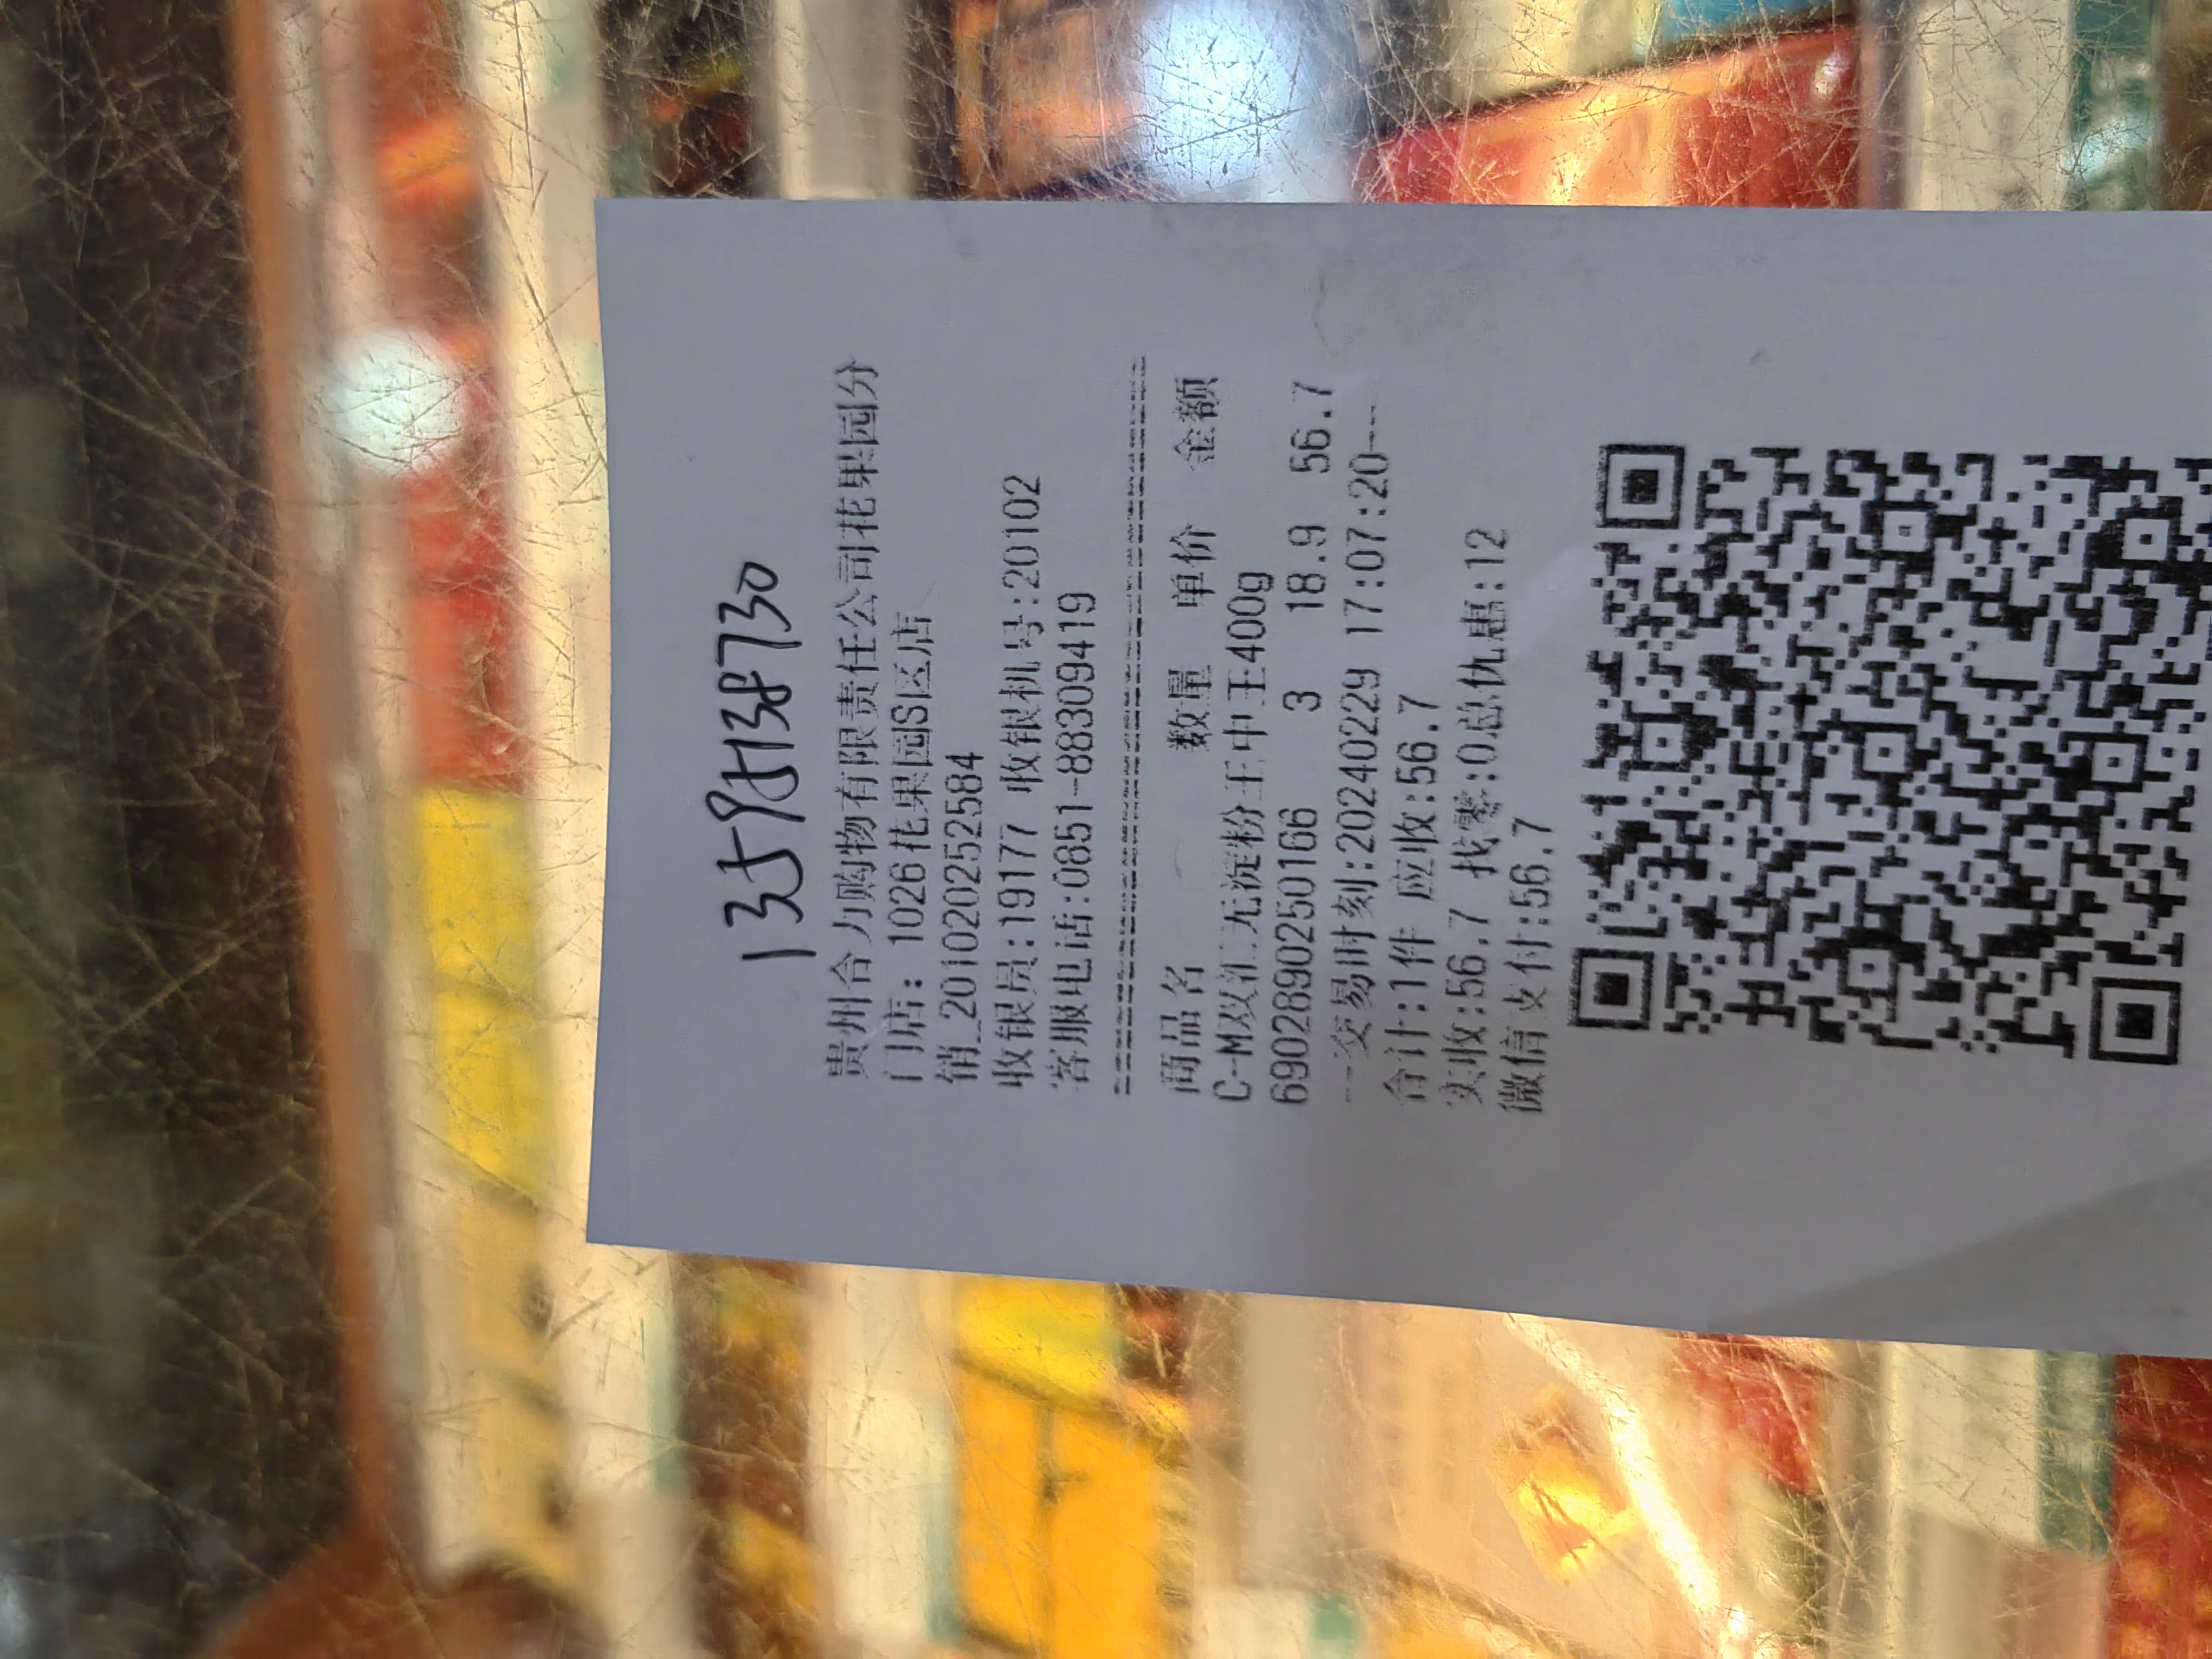 贵州合力购物有限责任公司花果园分
门店: 1026花果园S区店
销_2010202252584
收银员:19177 收银机号:20102
客服电话:0851-88309419
商品名 数量 单价 金额
C-M双汇无淀粉王中王400g
6902890250166 3 18.9 56.7
---交易时刻:20240229 17:07:20---
合计:1件 应收:56.7
实收:56.7 找零:0总优惠:12
微信支付:56.7